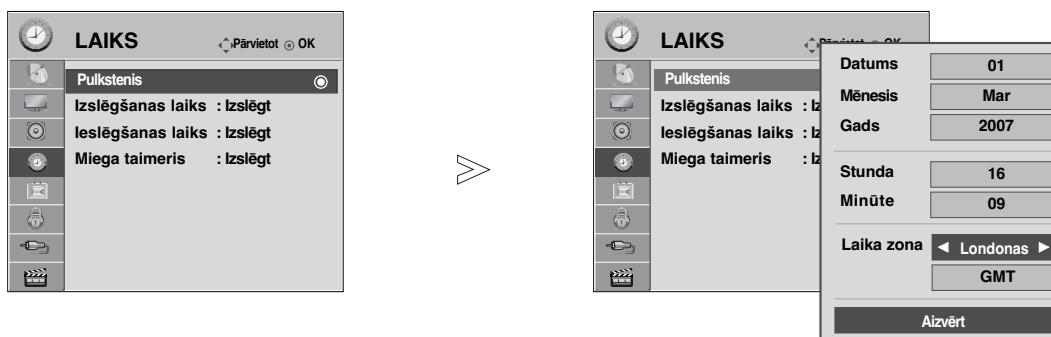 LAIKS
Pārvietot OK
Pulkstenis
Izslēgšanas laiks : Izslēgt
Ieslēgšanas laiks : Izslēgt
Miega taimeris : Izslēgt
LAIKS
Pulkstenis
Izslēgšanas laiks : Iz
Ieslēgšanas laiks : Iz
Miega taimeris : Iz
Datums 01
Mēnesis Mar
Gads 2007
Stunda 16
Minūte 09
Laika zona ◄ Londonas ►
GMT
Aizvērt